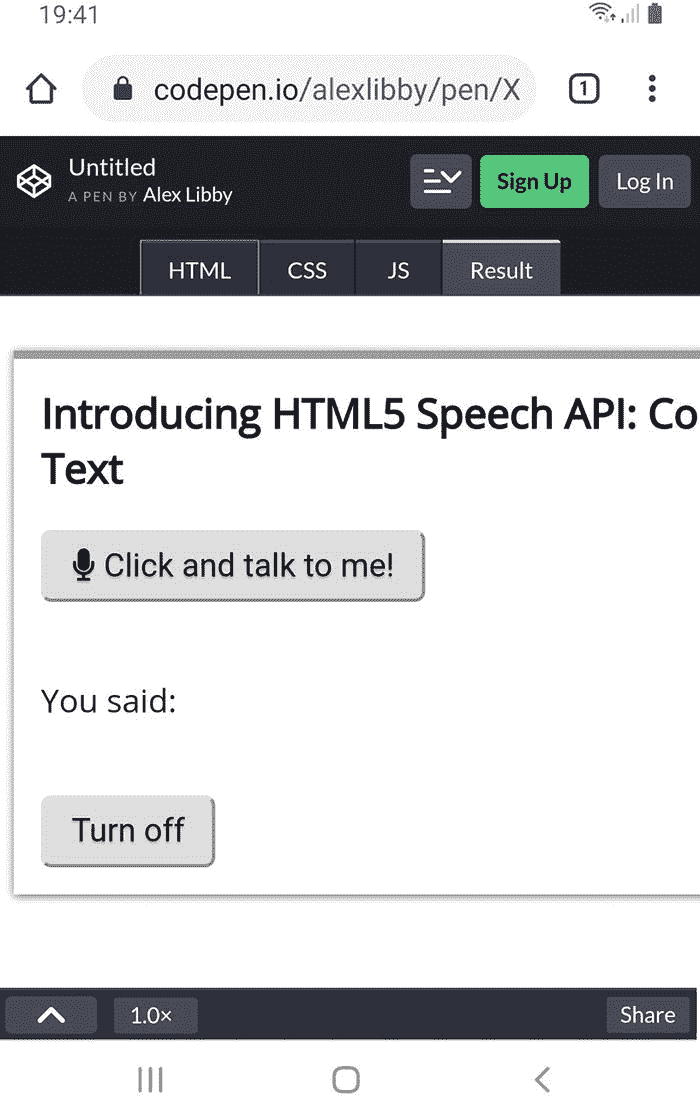 19:41
codepen.io/alexlibby/pen/X
1
Untitled
A PEN BY Alex Libby
Sign Up
Log In
HTML CSS JS Result
Introducing HTML5 Speech API: Co
Text
Click and talk to me!
You said:
Turn off
1.0×
Share